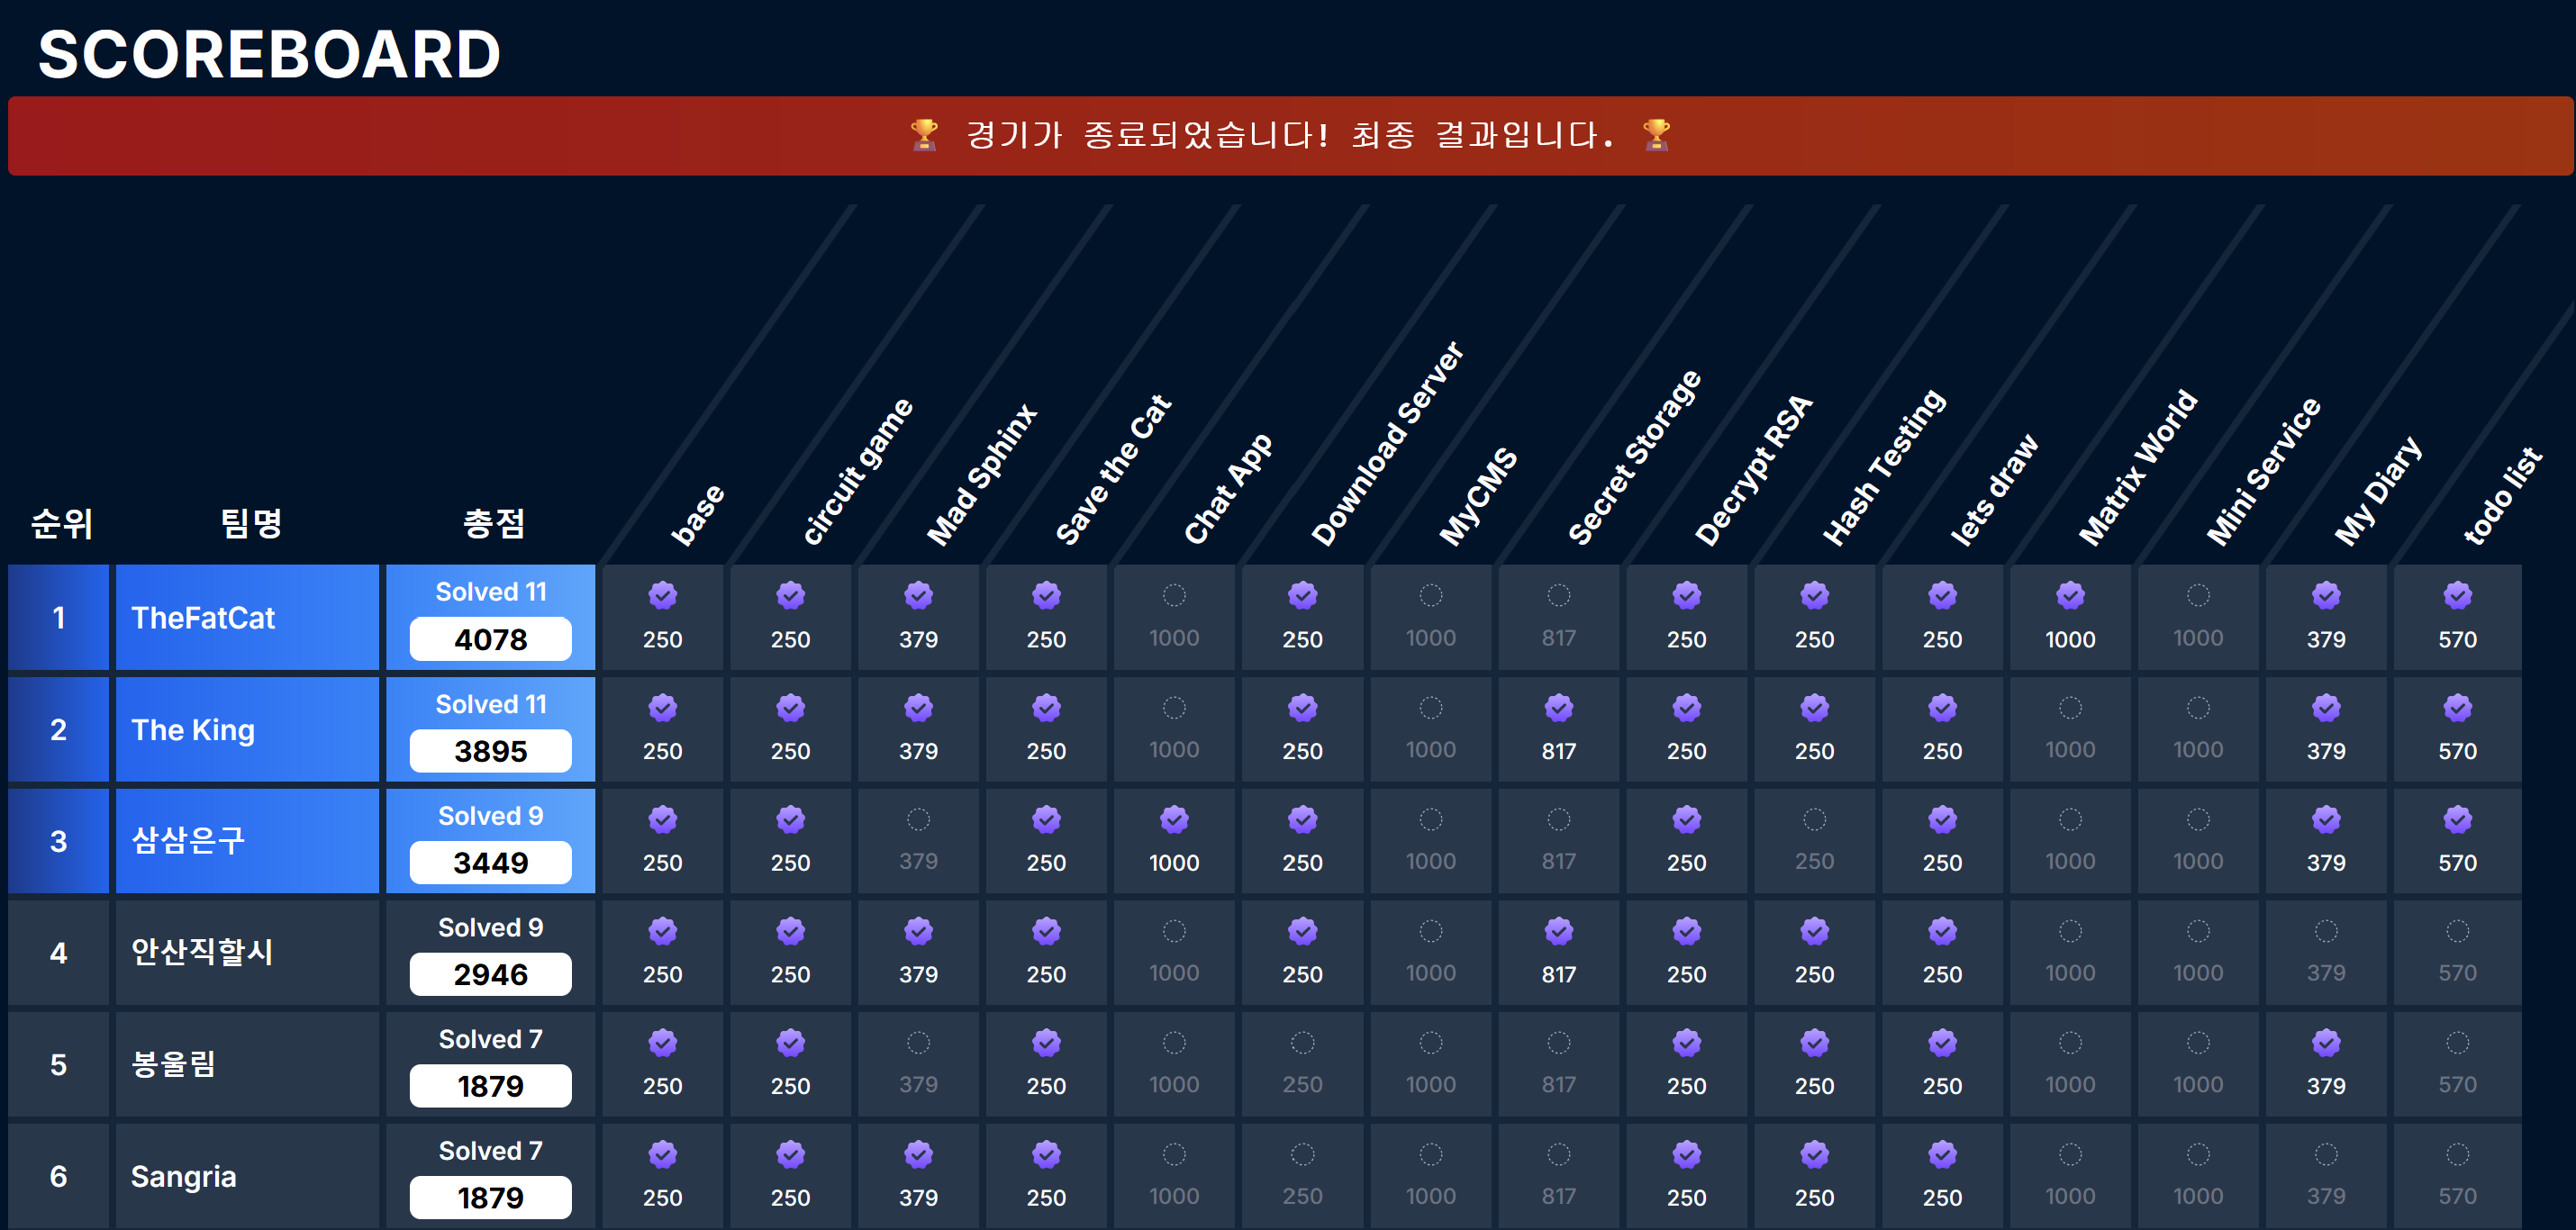 SCOREBOARD
🏆 경기가 종료되었습니다! 최종 결과입니다. 🏆
순위 팀명 총점 base circuit game Mad Sphinx Save the Cat Chat App Download Server MyCMS Secret Storage Decrypt RSA Hash Testing lets draw Matrix World Mini Service My Diary todo list
1 TheFatCat Solved 11
4078 250 250 379 250 1000 250 1000 817 250 250 250 1000 1000 379 570
2 The King Solved 11
3895 250 250 379 250 1000 250 1000 817 250 250 250 1000 1000 379 570
3 삼삼은구 Solved 9
3449 250 250 379 250 1000 250 1000 817 250 250 250 1000 1000 379 570
4 안산직할시 Solved 9
2946 250 250 379 250 1000 250 1000 817 250 250 250 1000 1000 379 570
5 봉울림 Solved 7
1879 250 250 379 250 1000 250 1000 817 250 250 250 1000 1000 379 570
6 Sangria Solved 7
1879 250 250 379 250 1000 250 1000 817 250 250 250 1000 1000 379 570